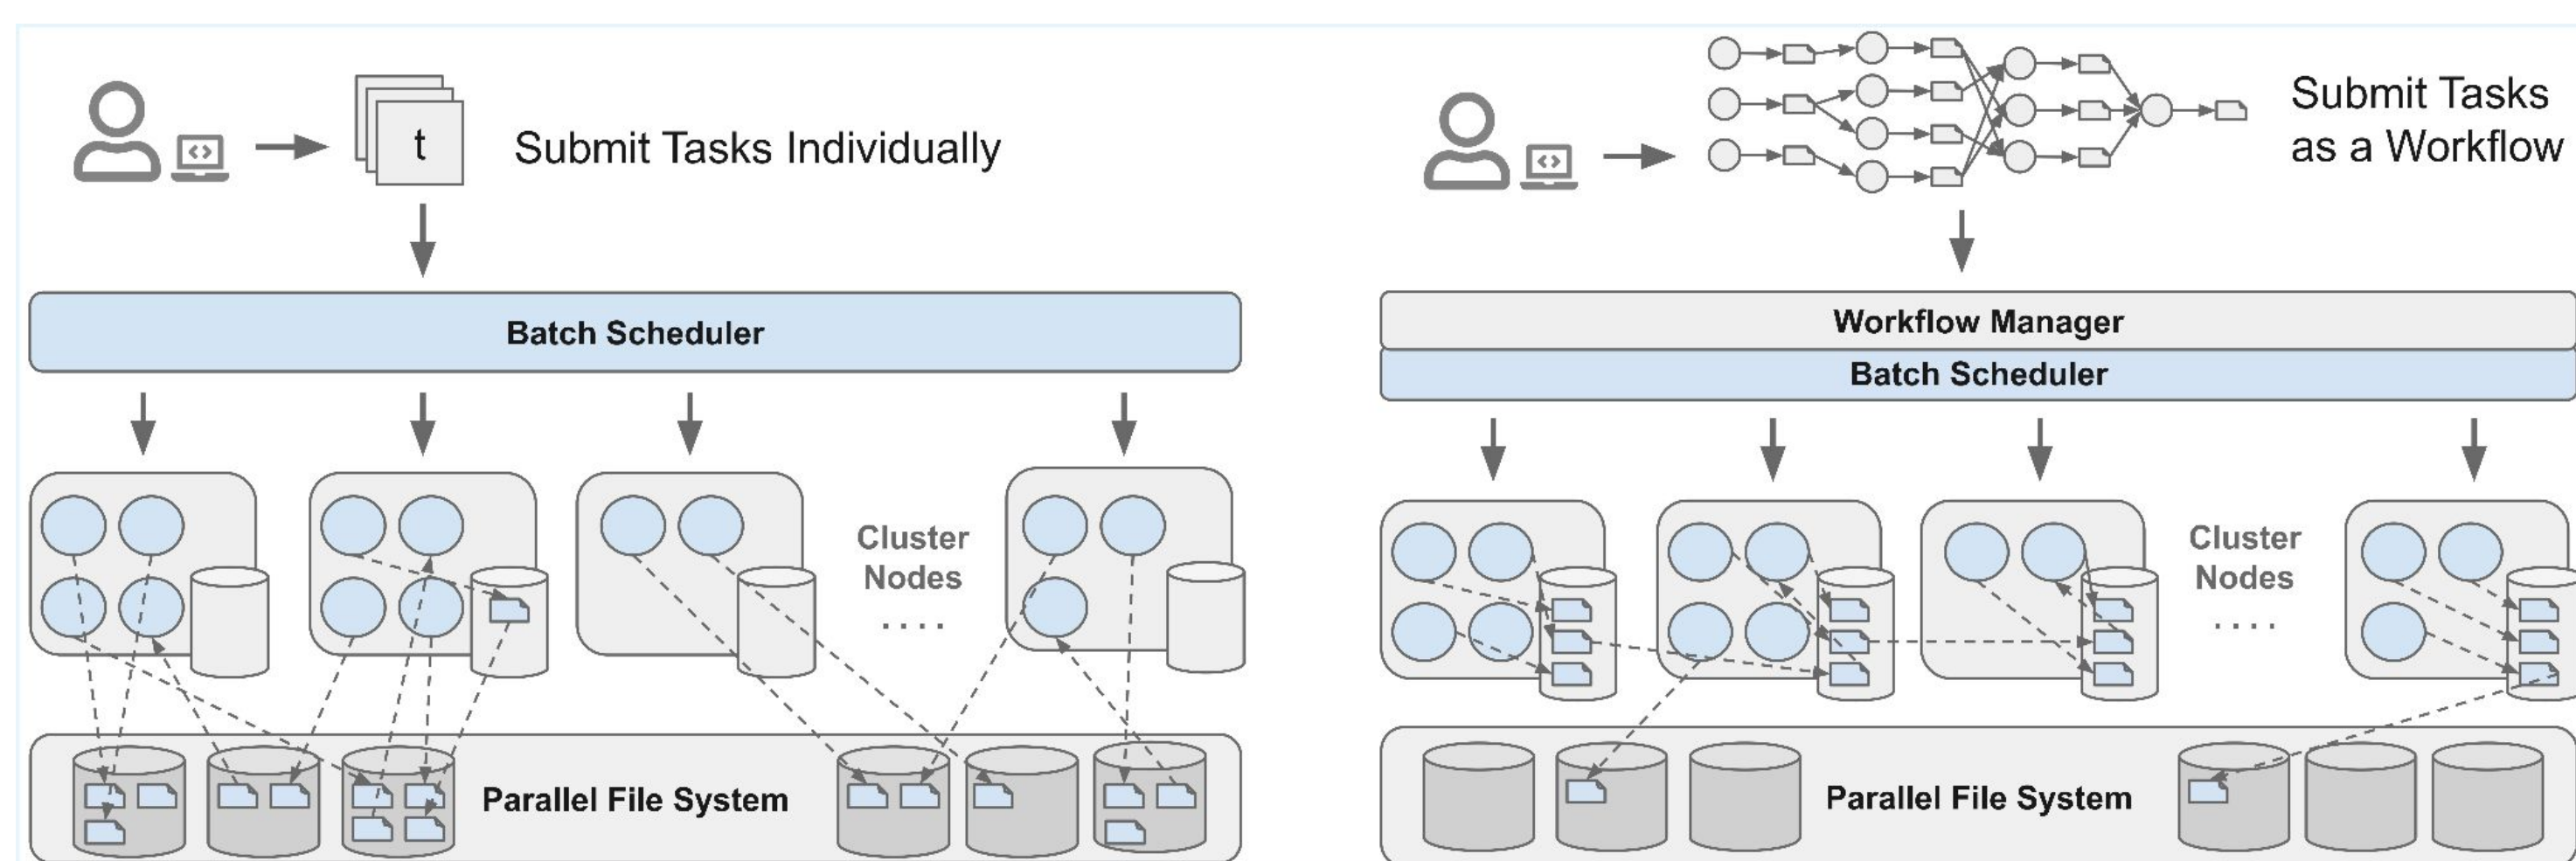 t
Submit Tasks Individually
Batch Scheduler
Cluster
Nodes
....
Parallel File System
Submit Tasks
as a Workflow
Workflow Manager
Batch Scheduler
Cluster
Nodes
....
Parallel File System